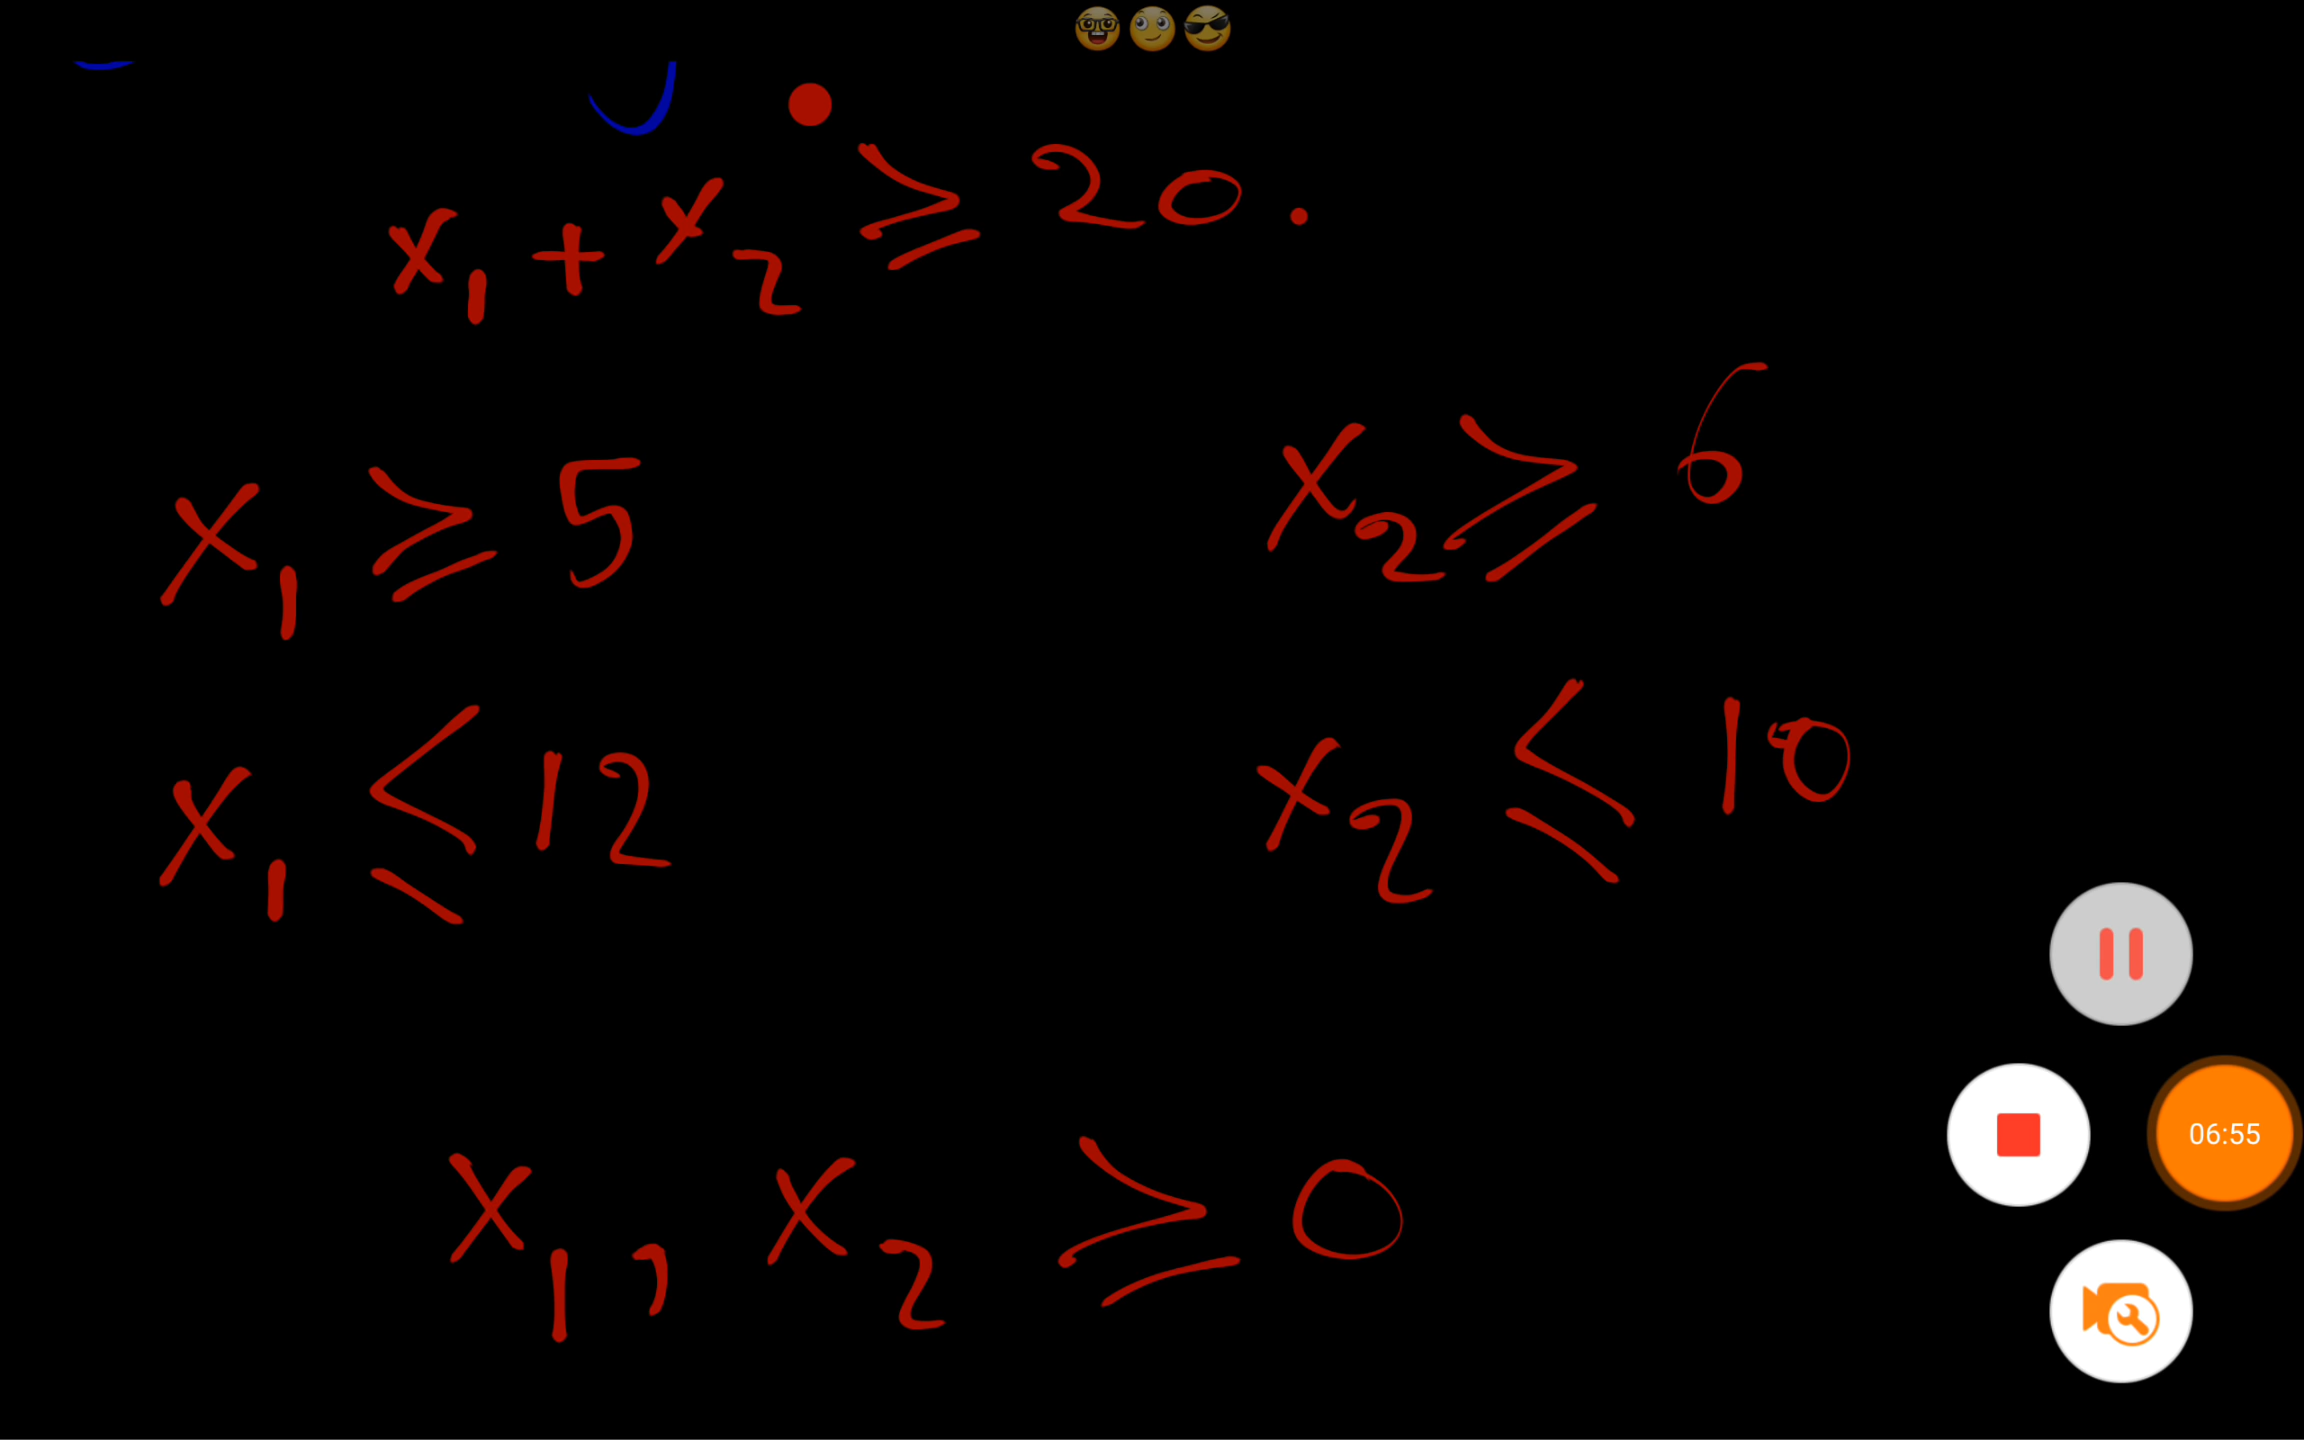 x₁ + x₂ ≥ 20.
x₁ ≥ 5
x₂ ≥ 6
x₁ ≤ 12
x₂ ≤ 10
x₁, x₂ ≥ 0
06:55